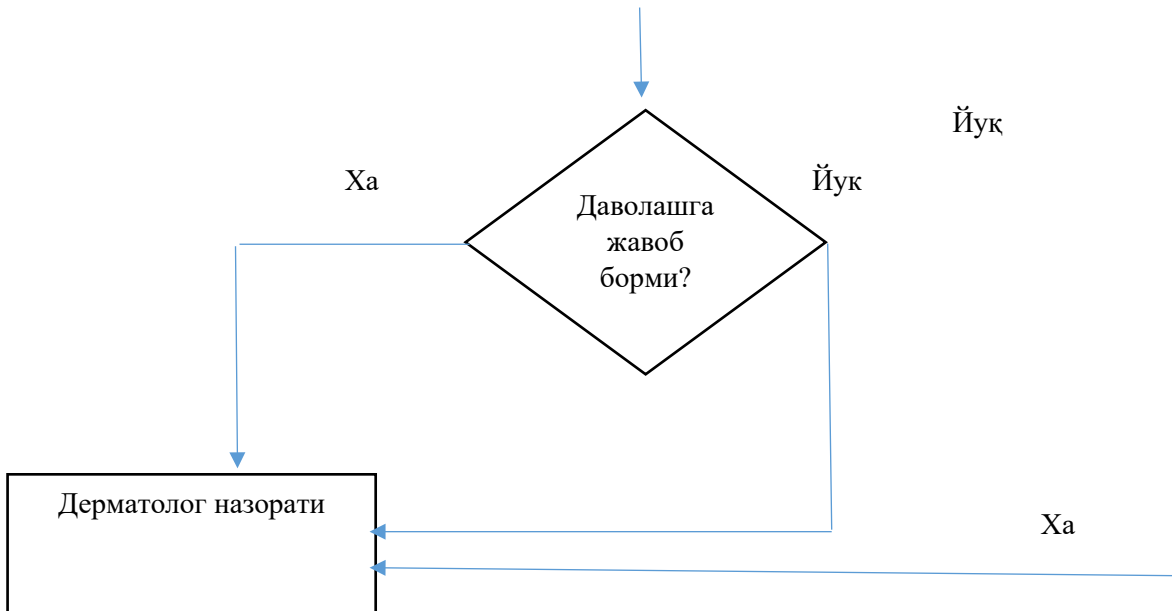 Йуқ
Ха
Йук
Даволашга
жавоб
борми?
Дерматолог назорати
Ха